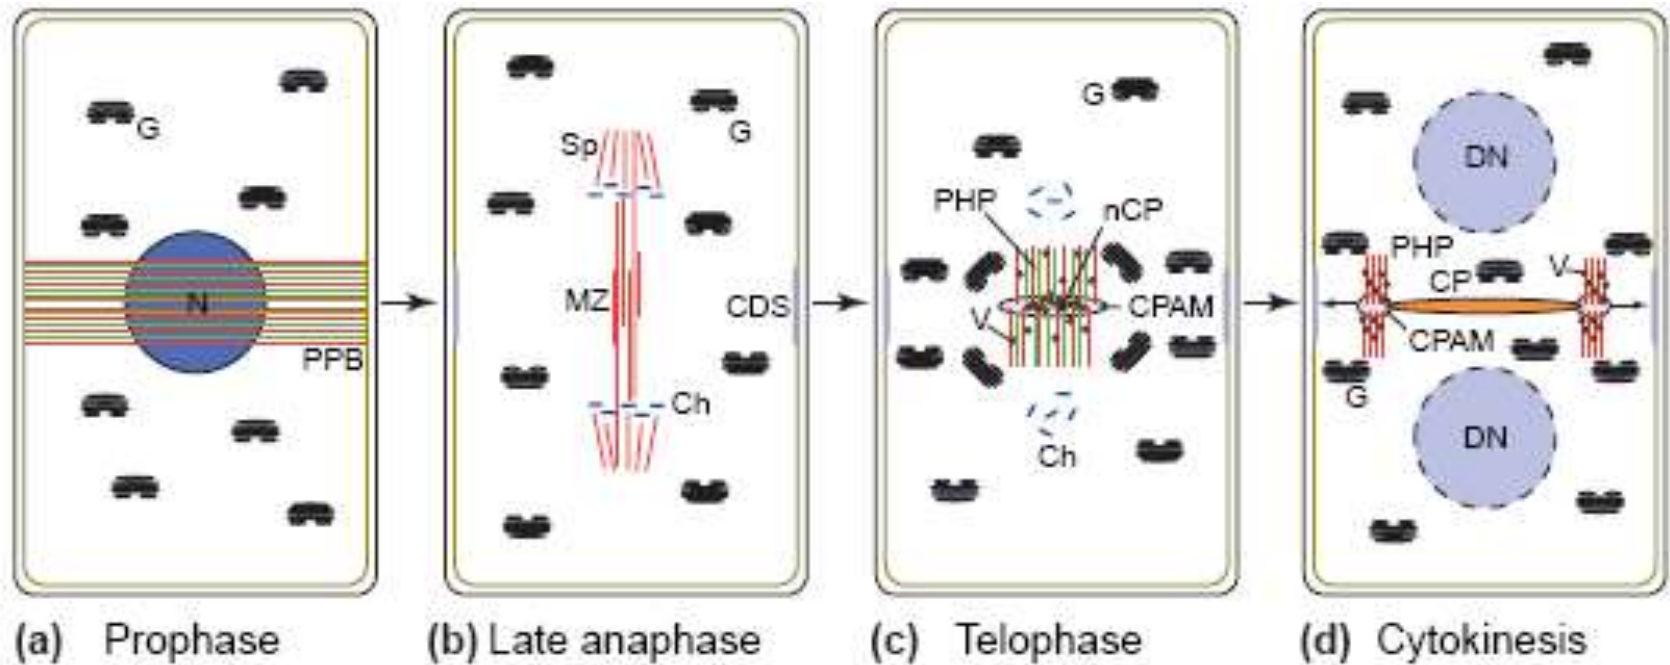 G
N
PPB
(a) Prophase
Sp
G
MZ
CDS
Ch
(b) Late anaphase
G
PHP
nCP
CPAM
V
Ch
(c) Telophase
DN
PHP
V
CP
CPAM
G
DN
(d) Cytokinesis